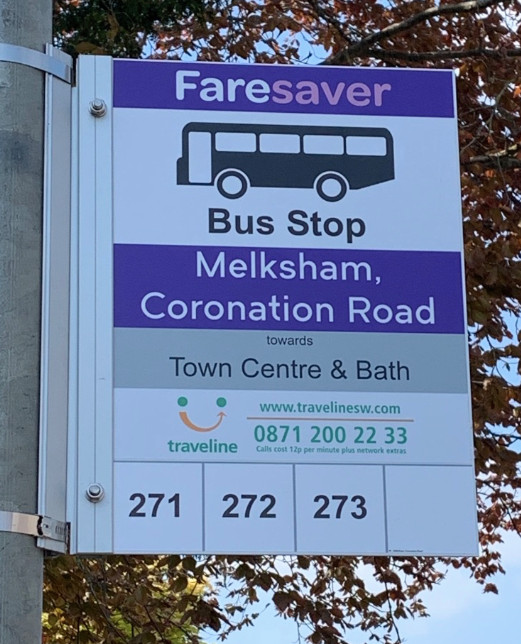 Faresaver
Bus Stop
Melksham,
Coronation Road
towards
Town Centre & Bath
traveline
www.travelinesw.com
0871 200 22 33
Calls cost 12p per minute plus network extras
271 272 273